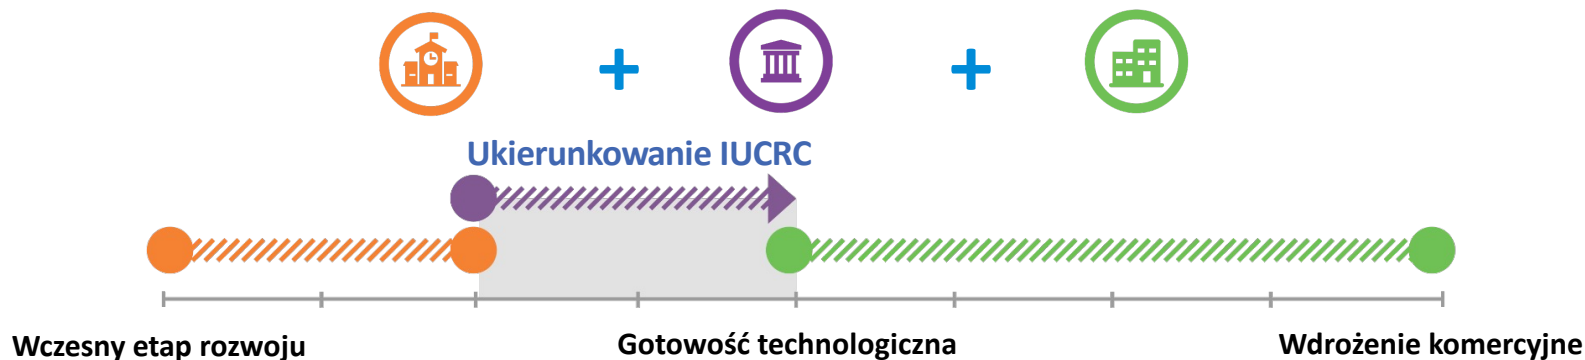 Ukierunkowanie IUCRC
Wczesny etap rozwoju
Gotowość technologiczna
Wdrożenie komercyjne